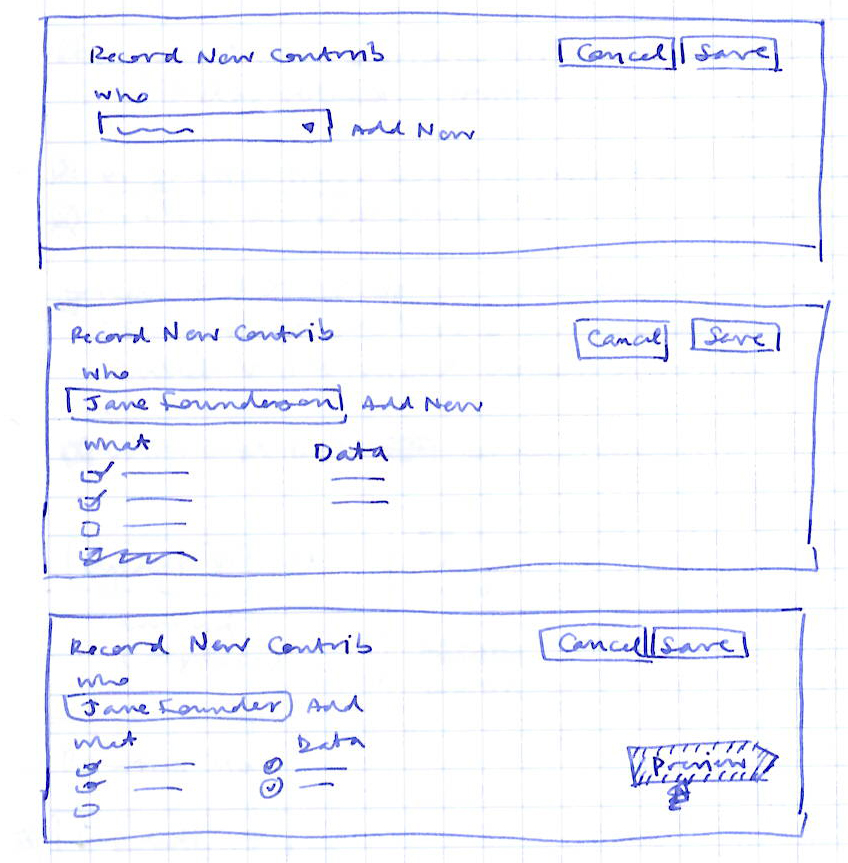 Record New Contrib Cancel Save
Who
Add New
Record New Contrib Cancel Save
Who
Jane Founderson Add New
What Data
Record New Contrib Cancel Save
Who
Jane Founder Add
What Data
Preview